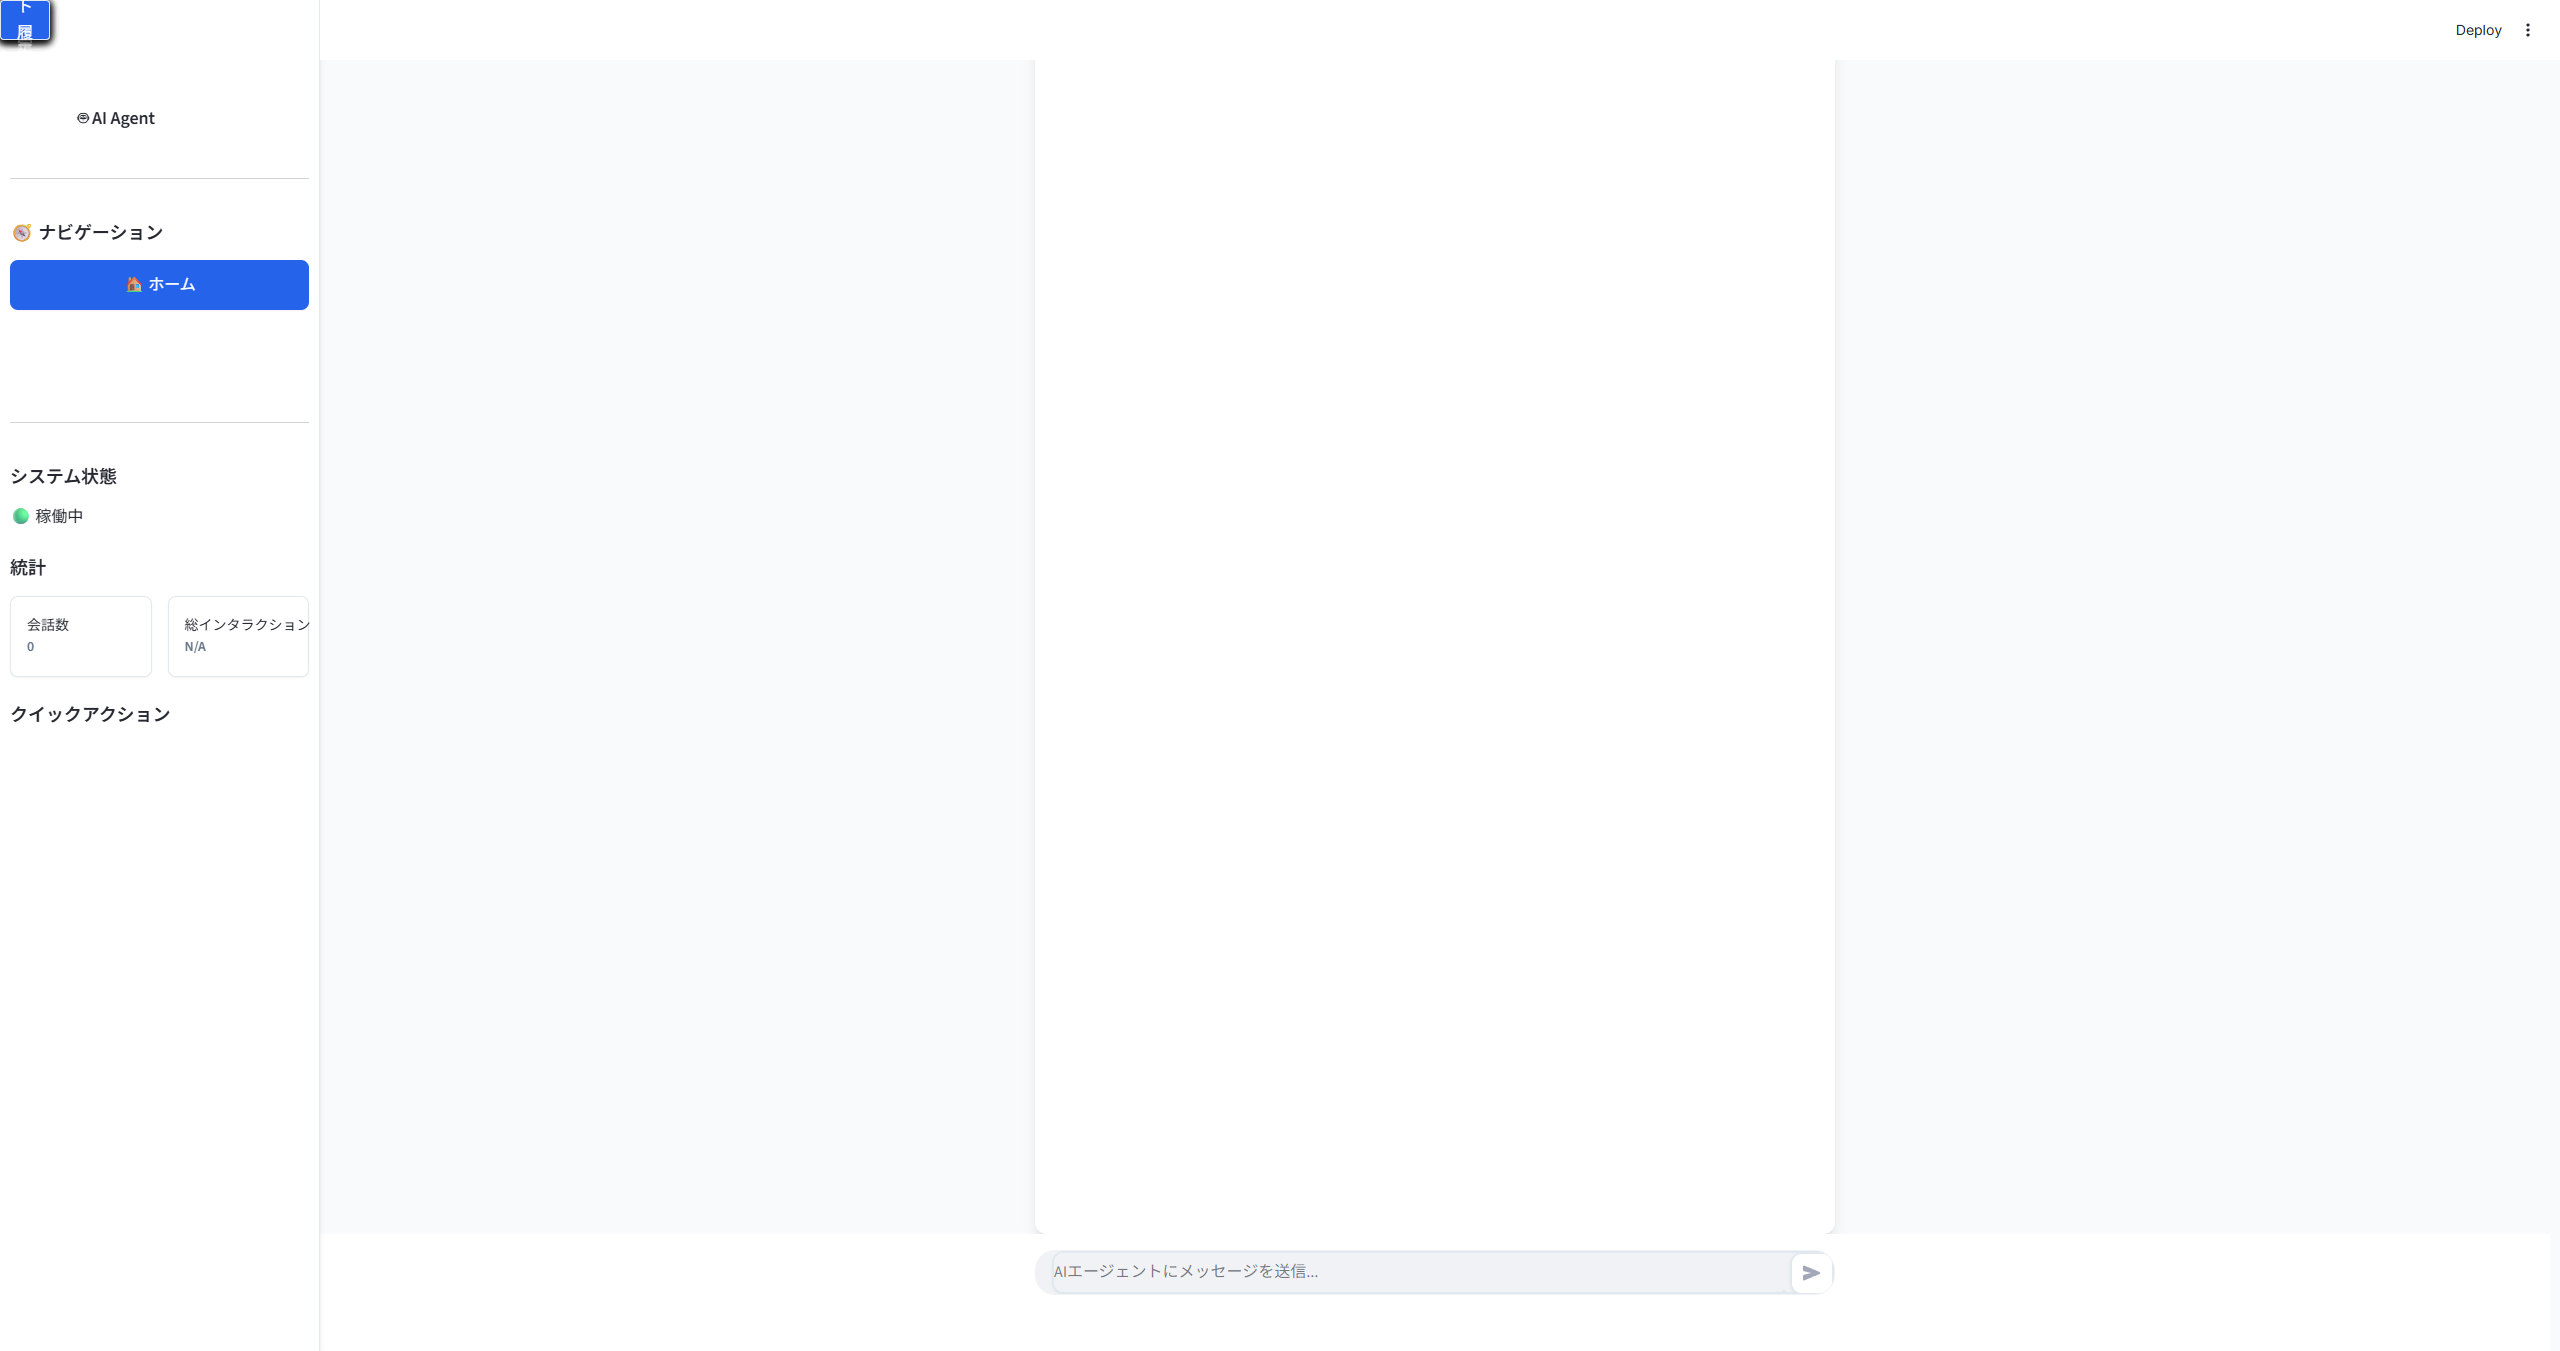 ト
履
Deploy
AI Agent
🧭 ナビゲーション
🏠 ホーム
システム状態
稼働中
統計
会話数
0
総インタラクション
N/A
クイックアクション
AIエージェントにメッセージを送信...